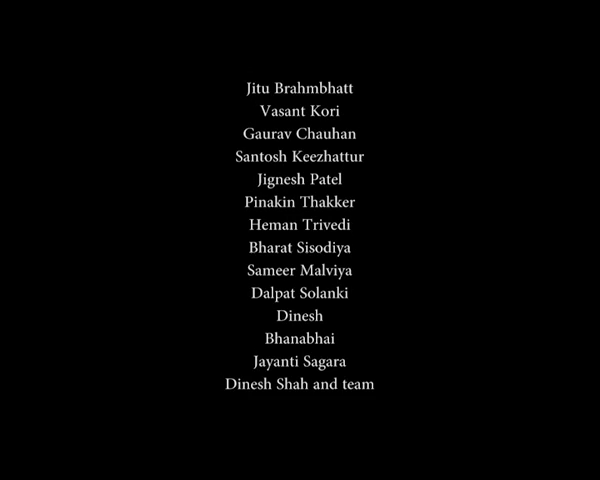 Jitu Brahmbhatt
Vasant Kori
Gaurav Chauhan
Santosh Keezhattur
Jignesh Patel
Pinakin Thakker
Heman Trivedi
Bharat Sisodiya
Sameer Malviya
Dalpat Solanki
Dinesh
Bhanabhai
Jayanti Sagara
Dinesh Shah and team